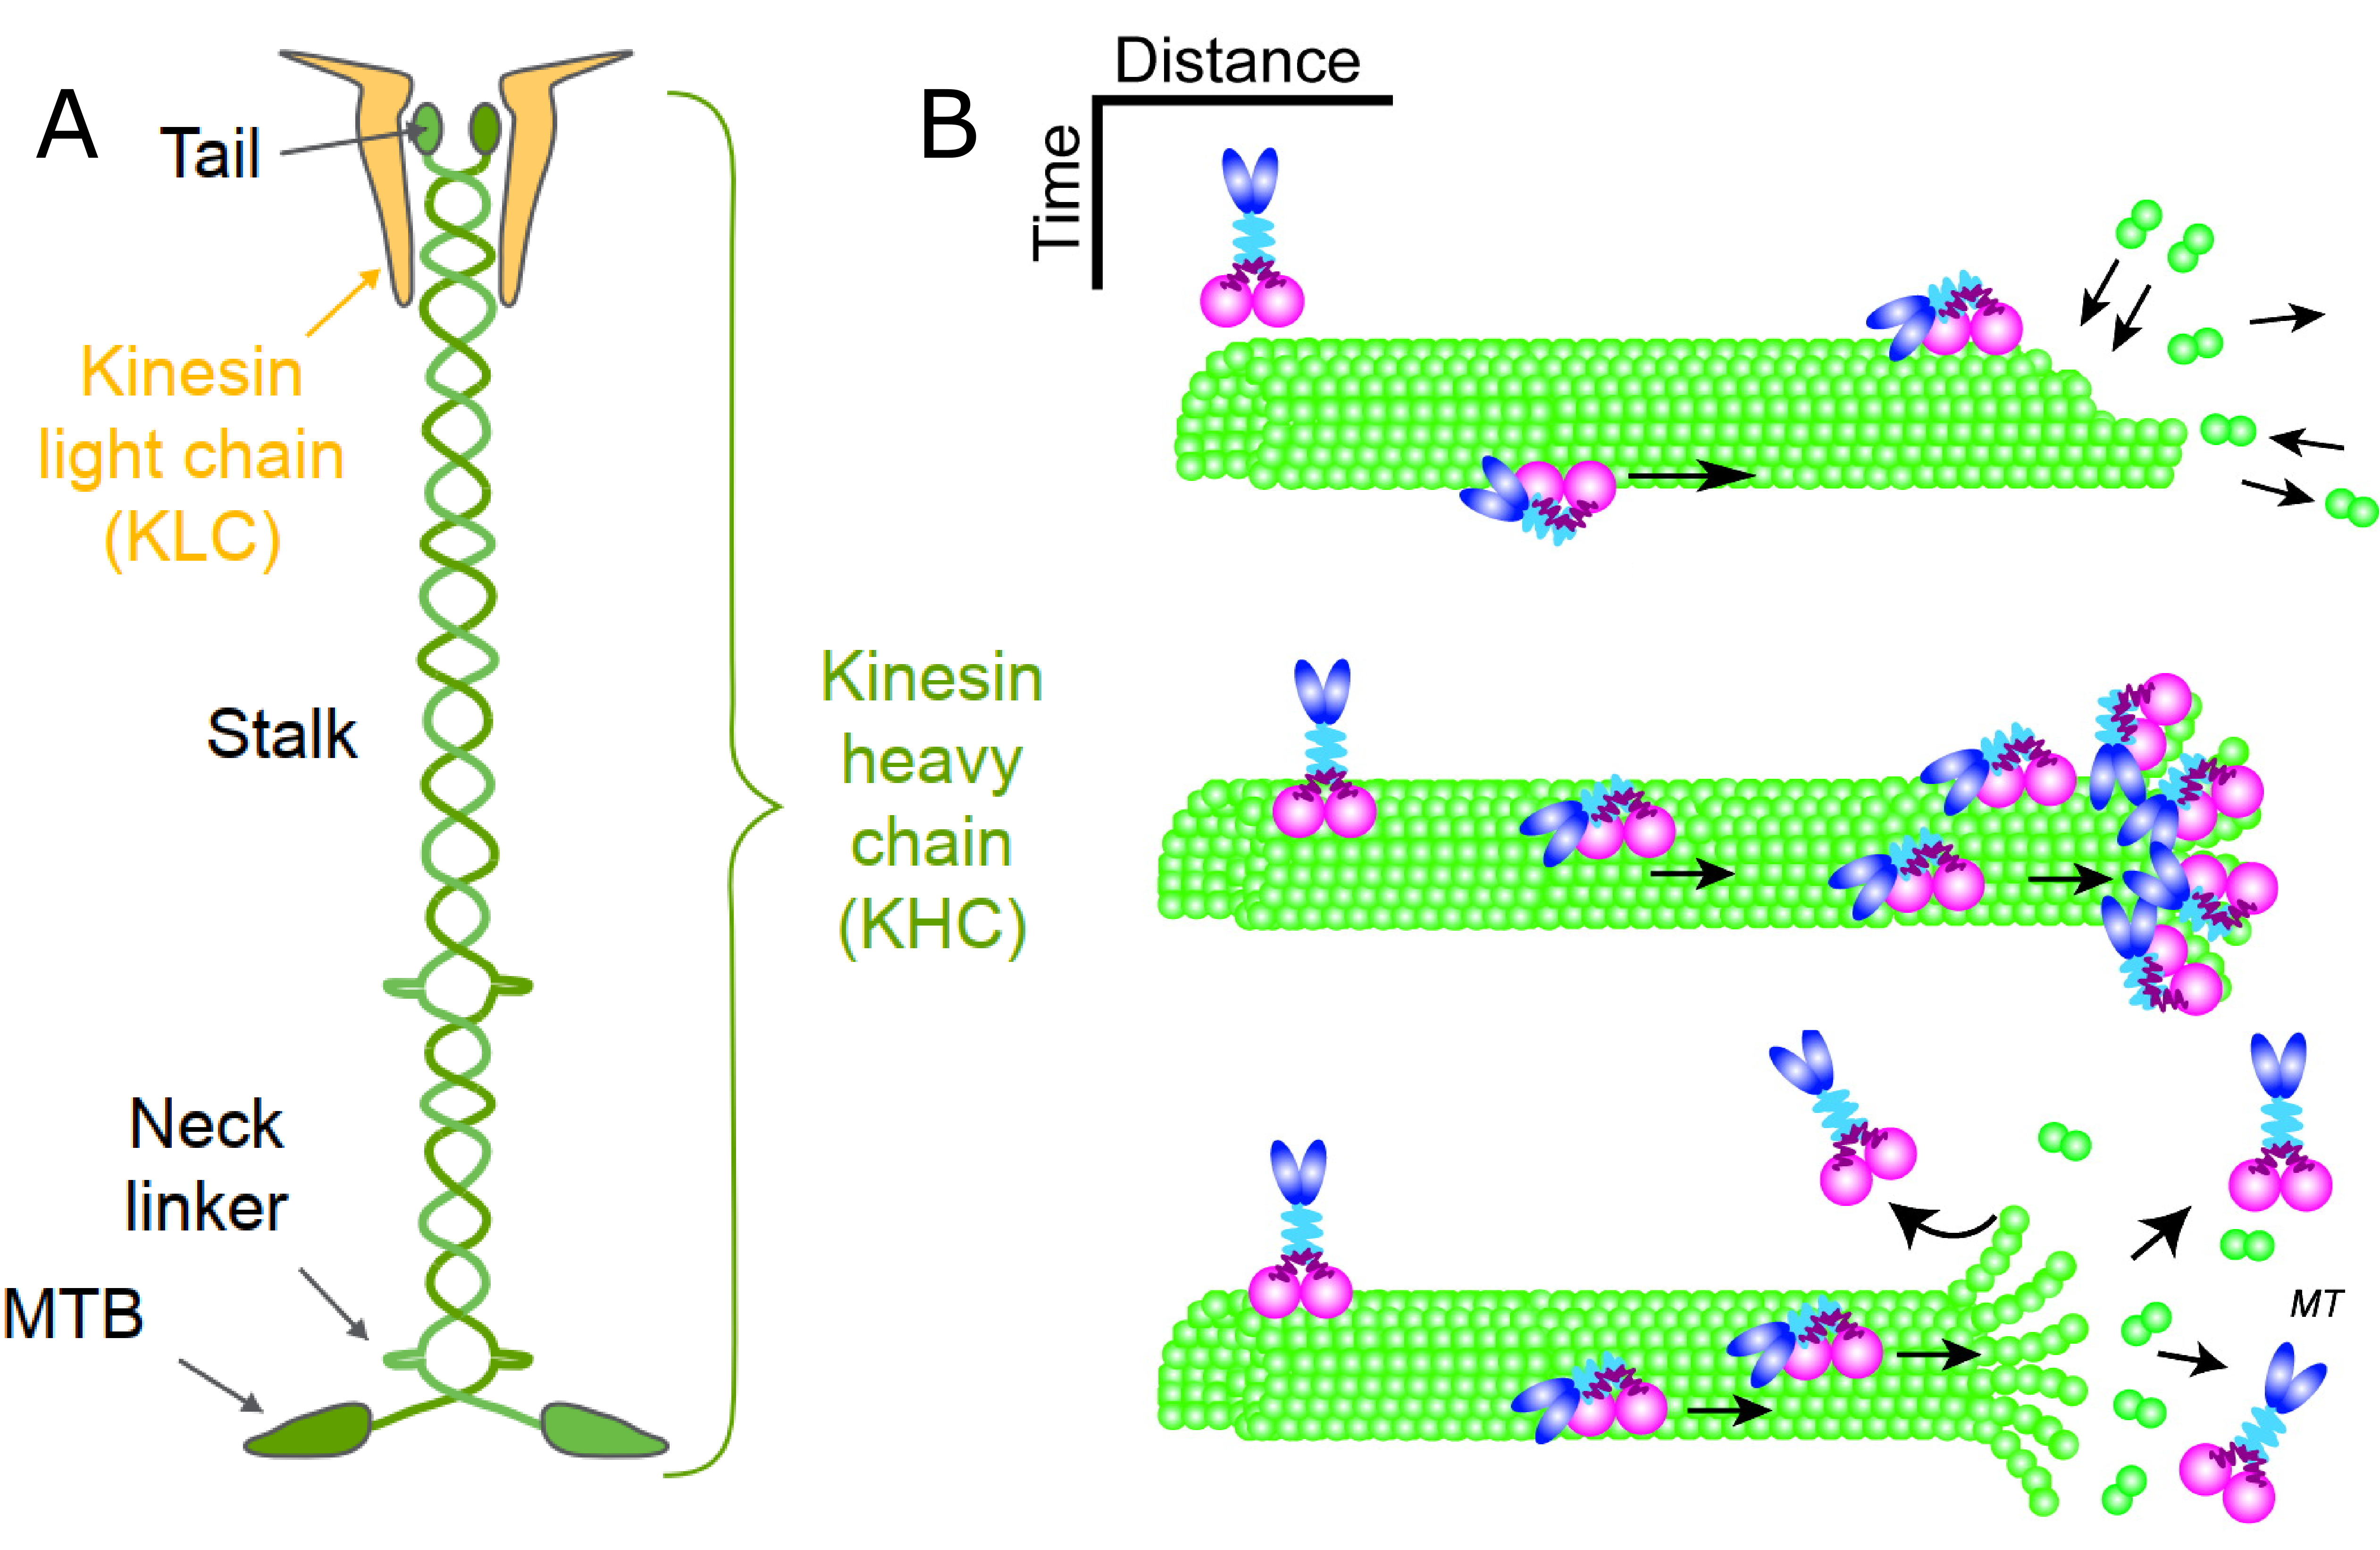 A
Tail
Kinesin
light chain
(KLC)
Stalk
Neck
linker
MTB
Kinesin
heavy
chain
(KHC)
B
Distance
Time
MT